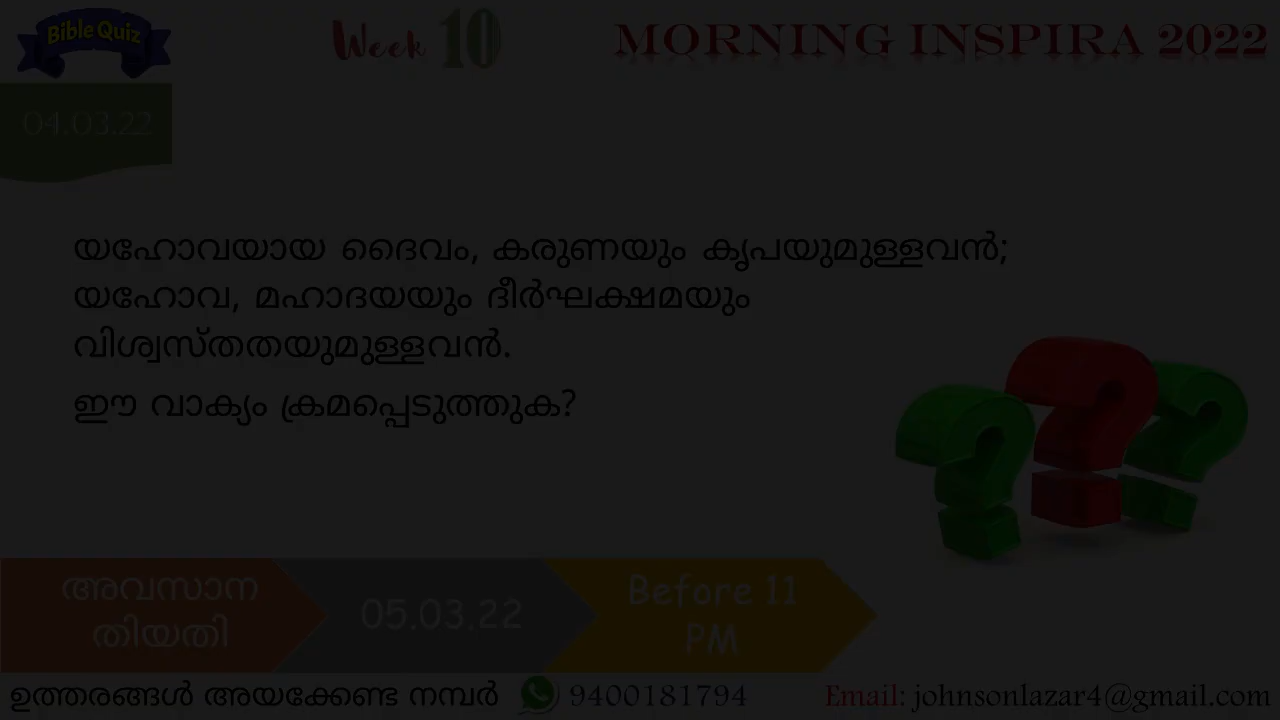 Bible Quiz
Week 10
MORNING INSPIRA 2022
04.03.22
യഹോവയായ ദൈവം, കരുണയും കൃപയുമുള്ളവൻ;
യഹോവ, മഹാദയയും ദീർഘക്ഷമയും
വിശ്വസ്തതയുമുള്ളവൻ.
ഈ വാക്യം ക്രമപ്പെടുത്തുക?
അവസാന
തിയതി
05.03.22
Before 11
PM
ഉത്തരങ്ങൾ അയക്കേണ്ട നമ്പർ 9400181794
Email: johnsonlazar4@gmail.com